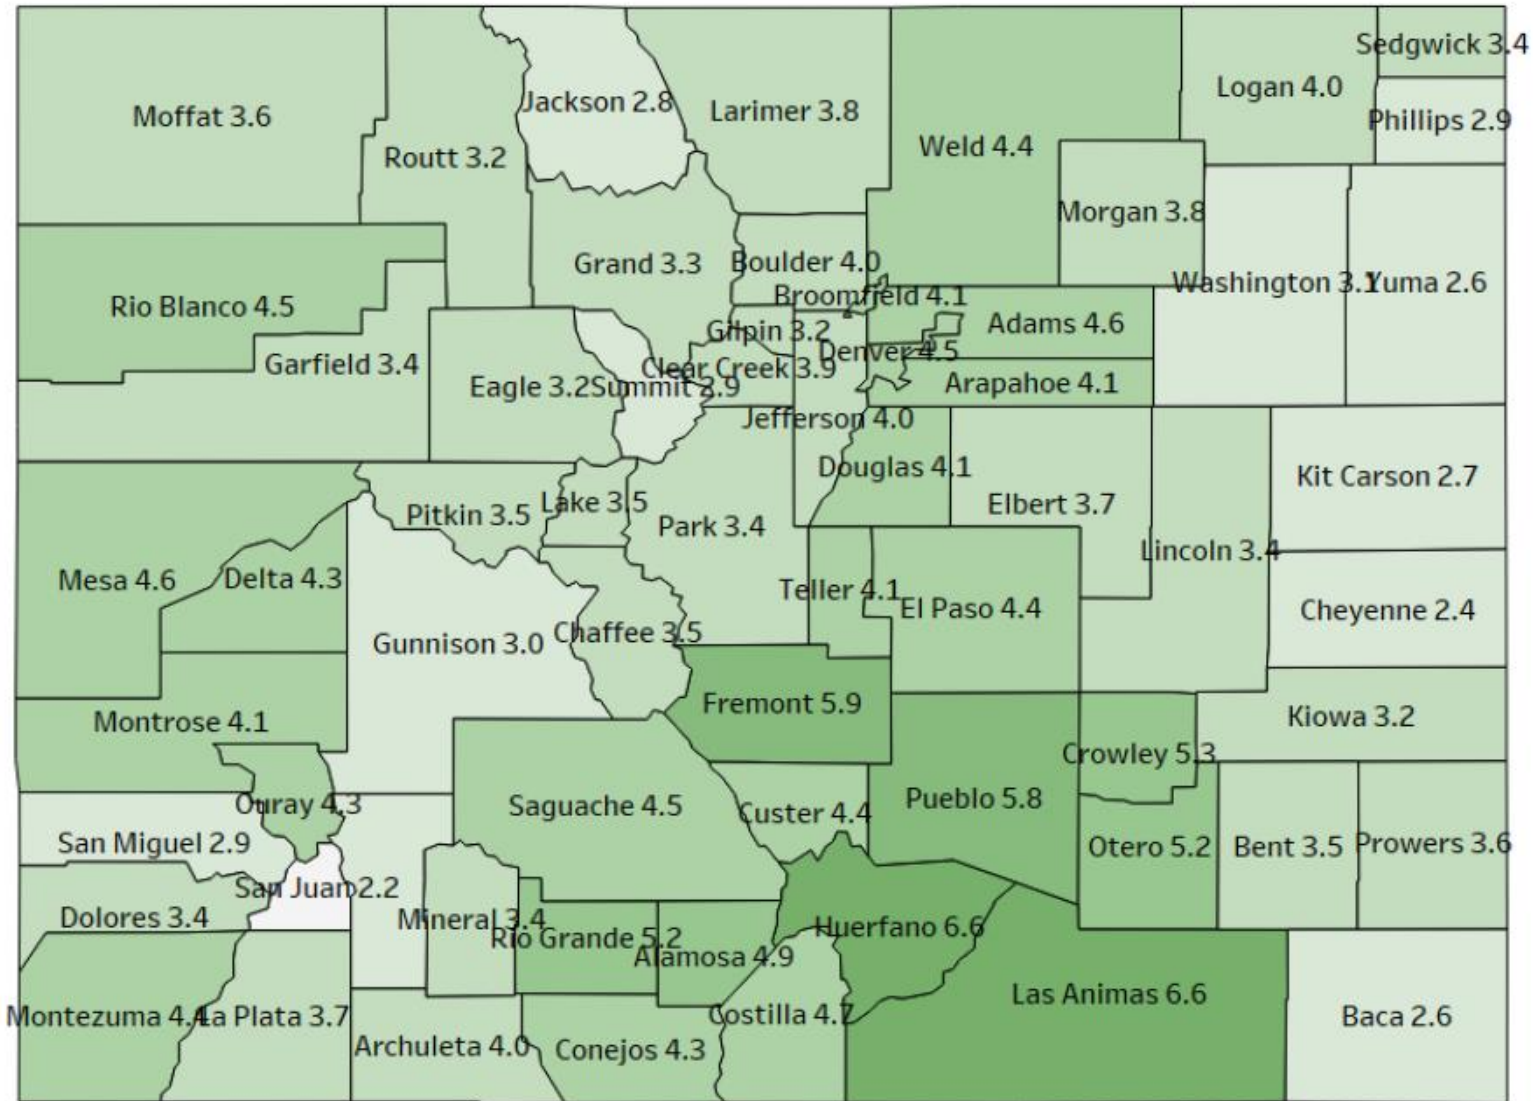 Sedgwick 3.4
Logan 4.0
Jackson 2.8
Larimer 3.8
Moffat 3.6
Phillips 2.9
Weld 4.4
Routt 3.2
Morgan 3.8
Grand 3.3
Boulder 4.0
Washington 3.1
Yuma 2.6
Broomfield 4.1
Rio Blanco 4.5
Gilpin 3.2
Adams 4.6
Denver 4.5
Garfield 3.4
Clear Creek 3.9
Arapahoe 4.1
Eagle 3.2
Summit 2.9
Jefferson 4.0
Douglas 4.1
Kit Carson 2.7
Lake 3.5
Elbert 3.7
Pitkin 3.5
Park 3.4
Lincoln 3.4
Mesa 4.6
Delta 4.3
Teller 4.1
El Paso 4.4
Cheyenne 2.4
Chaffee 3.5
Gunnison 3.0
Fremont 5.9
Kiowa 3.2
Montrose 4.1
Crowley 5.3
Pueblo 5.8
Ouray 4.3
Saguache 4.5
Custer 4.4
San Miguel 2.9
Otero 5.2
Bent 3.5
Prowers 3.6
San Juan 2.2
Dolores 3.4
Mineral 3.4
Huerfano 6.6
Rio Grande 5.2
Alamosa 4.9
Las Animas 6.6
Montezuma 4.4
La Plata 3.7
Costilla 4.7
Baca 2.6
Archuleta 4.0
Conejos 4.3